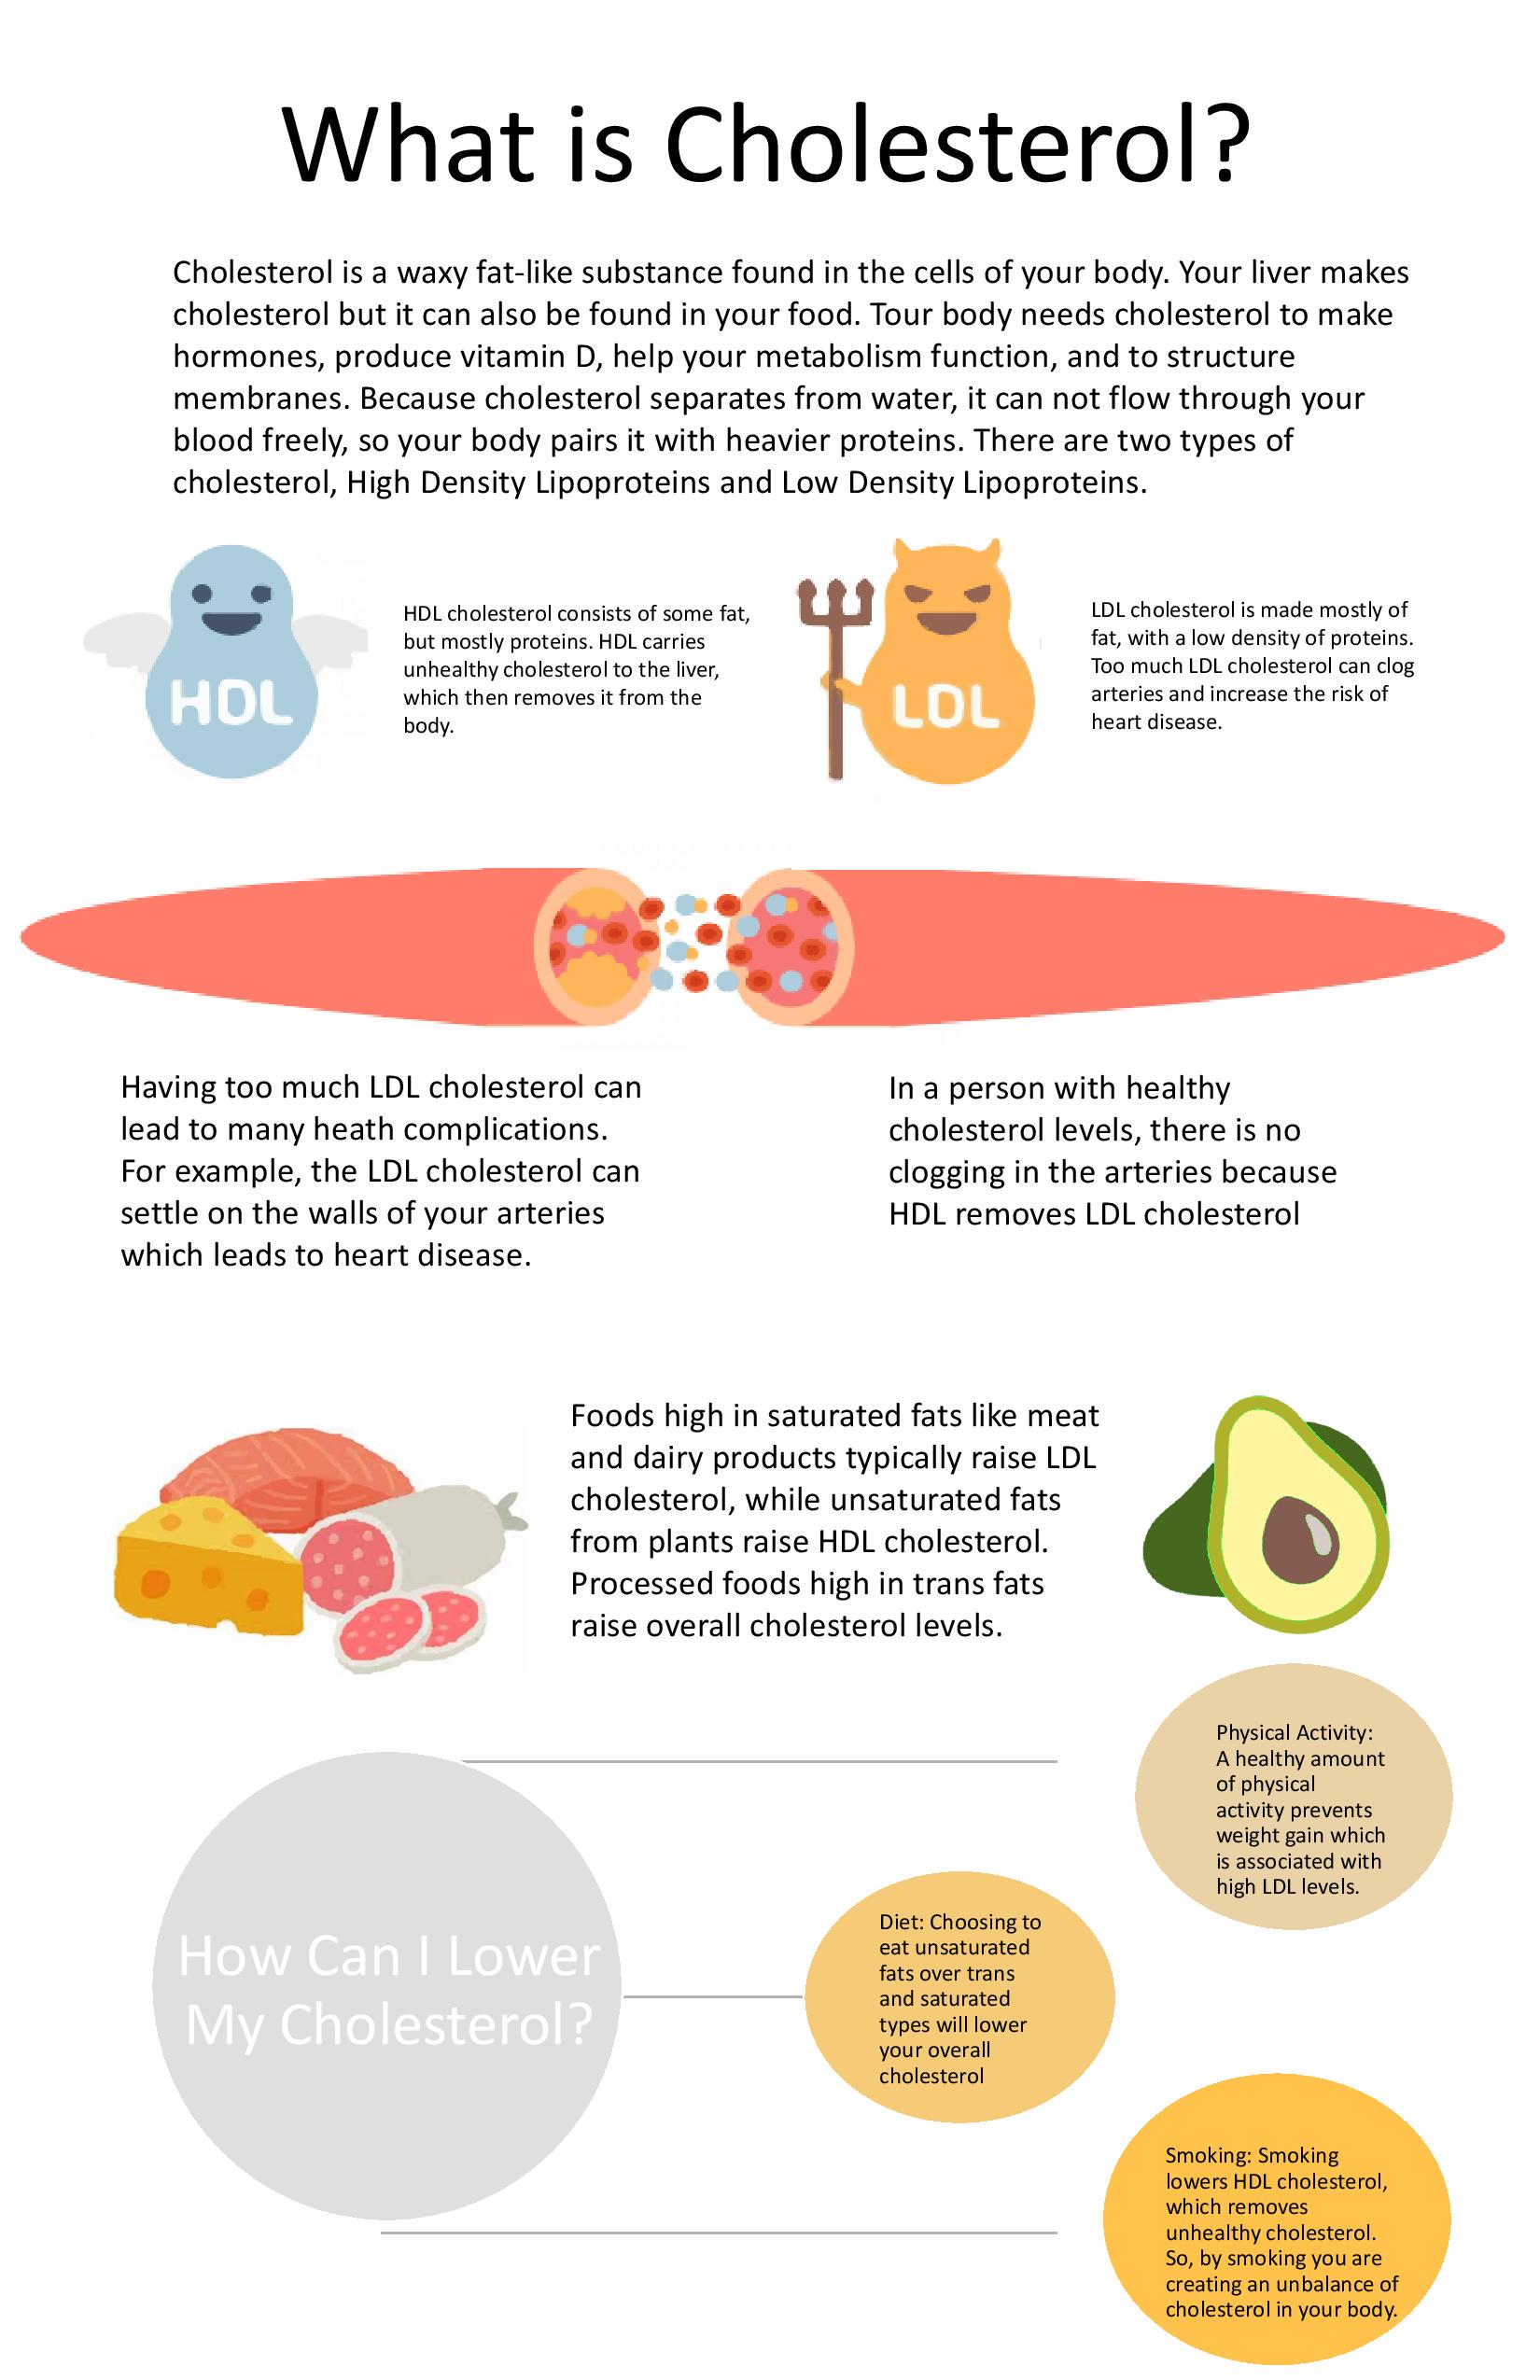 What is Cholesterol?
Cholesterol is a waxy fat-like substance found in the cells of your body. Your liver makes
cholesterol but it can also be found in your food. Tour body needs cholesterol to make
hormones, produce vitamin D, help your metabolism function, and to structure
membranes. Because cholesterol separates from water, it can not flow through your
blood freely, so your body pairs it with heavier proteins. There are two types of
cholesterol, High Density Lipoproteins and Low Density Lipoproteins.
HDL
HDL cholesterol consists of some fat,
but mostly proteins. HDL carries
unhealthy cholesterol to the liver,
which then removes it from the
body.
LDL
LDL cholesterol is made mostly of
fat, with a low density of proteins.
Too much LDL cholesterol can clog
arteries and increase the risk of
heart disease.
Having too much LDL cholesterol can
lead to many heath complications.
For example, the LDL cholesterol can
settle on the walls of your arteries
which leads to heart disease.
In a person with healthy
cholesterol levels, there is no
clogging in the arteries because
HDL removes LDL cholesterol
Foods high in saturated fats like meat
and dairy products typically raise LDL
cholesterol, while unsaturated fats
from plants raise HDL cholesterol.
Processed foods high in trans fats
raise overall cholesterol levels.
How Can I Lower
My Cholesterol?
Physical Activity:
A healthy amount
of physical
activity prevents
weight gain which
is associated with
high LDL levels.
Diet: Choosing to
eat unsaturated
fats over trans
and saturated
types will lower
your overall
cholesterol
Smoking: Smoking
lowers HDL cholesterol,
which removes
unhealthy cholesterol.
So, by smoking you are
creating an unbalance of
cholesterol in your body.